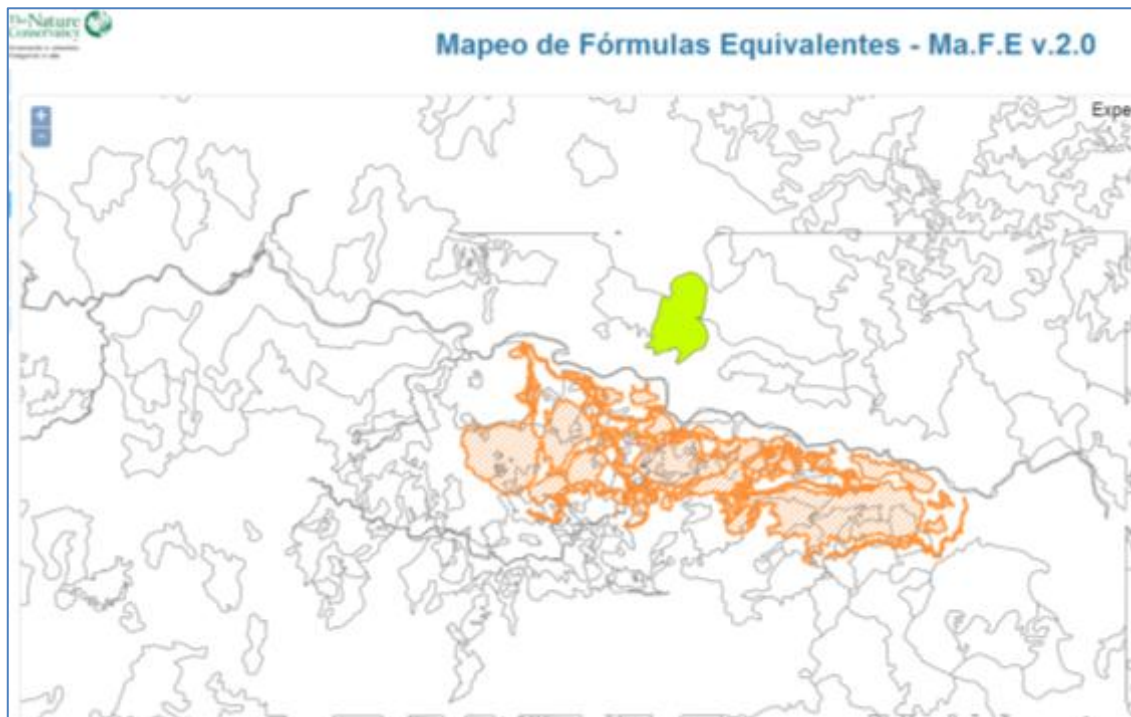 The Nature
Conservancy
Mapeo de Fórmulas Equivalentes - Ma.F.E v.2.0
Expe
+
-